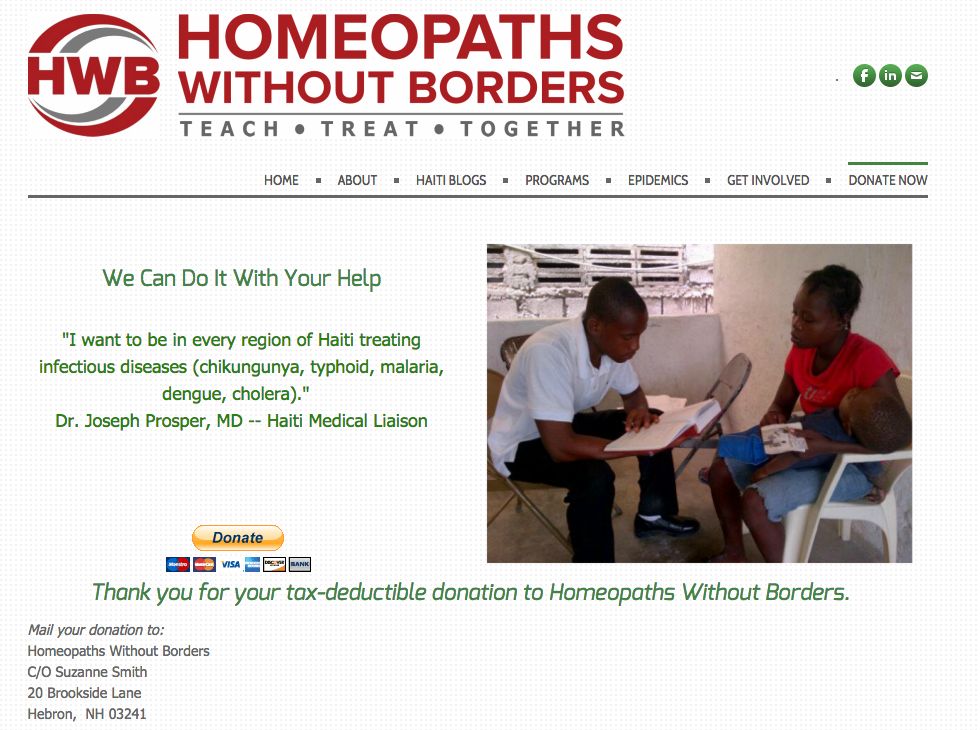 HWB
HOMEOPATHS
WITHOUT BORDERS
TEACH • TREAT • TOGETHER
HOME ▪ ABOUT ▪ HAITI BLOGS ▪ PROGRAMS ▪ EPIDEMICS ▪ GET INVOLVED ▪ DONATE NOW
We Can Do It With Your Help
"I want to be in every region of Haiti treating
infectious diseases (chikungunya, typhoid, malaria,
dengue, cholera)."
Dr. Joseph Prosper, MD -- Haiti Medical Liaison
Donate
Maestro MasterCard VISA AMERICAN EXPRESS DISCOVER BANK
Thank you for your tax-deductible donation to Homeopaths Without Borders.
Mail your donation to:
Homeopaths Without Borders
C/O Suzanne Smith
20 Brookside Lane
Hebron,  NH 03241